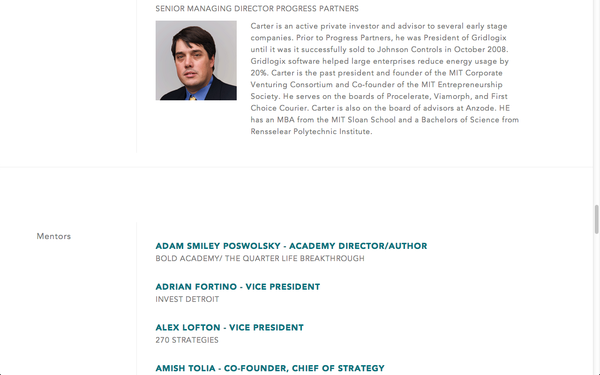 SENIOR MANAGING DIRECTOR PROGRESS PARTNERS
Carter is an active private investor and advisor to several early stage
companies. Prior to Progress Partners, he was President of Gridlogix
until it was it successfully sold to Johnson Controls in October 2008.
Gridlogix software helped large enterprises reduce energy usage by
20%. Carter is the past president and founder of the MIT Corporate
Venturing Consortium and Co-founder of the MIT Entrepreneurship
Society. He serves on the boards of Procelerate, Viamorph, and First
Choice Courier. Carter is also on the board of advisors at Anzode. HE
has an MBA from the MIT Sloan School and a Bachelors of Science from
Rensselear Polytechnic Institute.
Mentors
ADAM SMILEY POSWOLSKY - ACADEMY DIRECTOR/AUTHOR
BOLD ACADEMY/ THE QUARTER LIFE BREAKTHROUGH
ADRIAN FORTINO - VICE PRESIDENT
INVEST DETROIT
ALEX LOFTON - VICE PRESIDENT
270 STRATEGIES
AMISH TOLIA - CO-FOUNDER, CHIEF OF STRATEGY